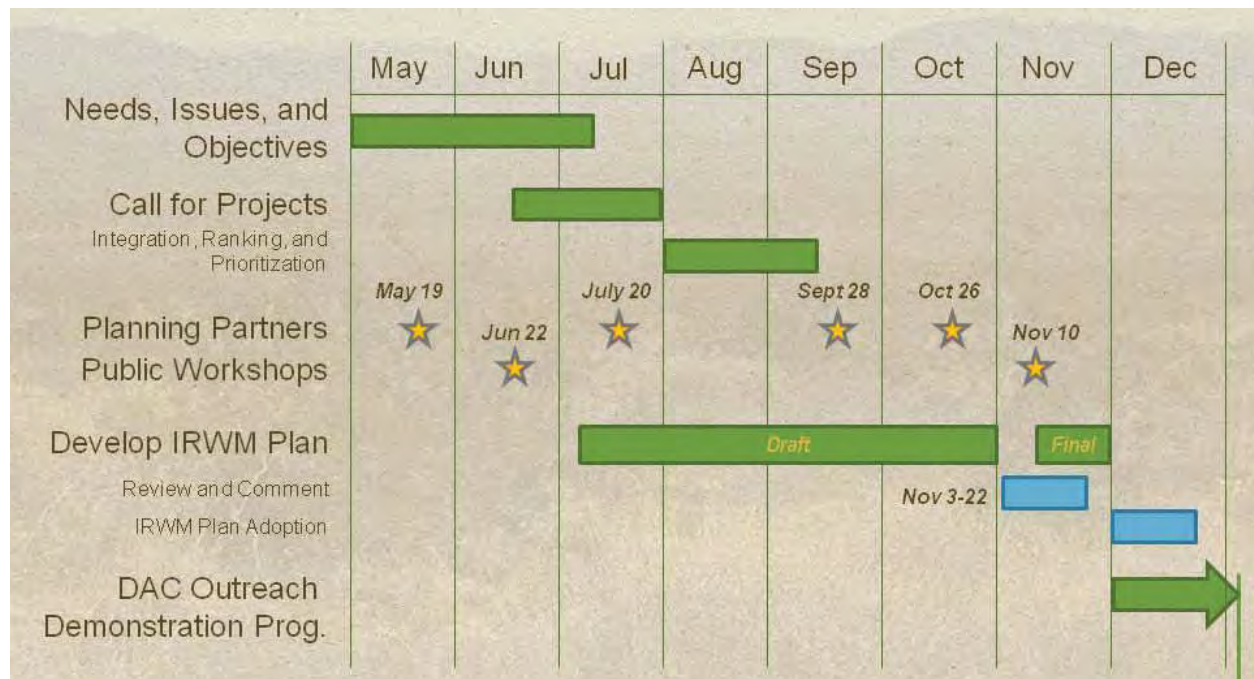 May Jun Jul Aug Sep Oct Nov Dec
Needs, Issues, and
Objectives
Call for Projects
Integration, Ranking, and
Prioritization
May 19 July 20 Sept 28 Oct 26
Planning Partners
Jun 22 Nov 10
Public Workshops
Develop IRWM Plan Draft Final
Review and Comment Nov 3-22
IRWM Plan Adoption
DAC Outreach
Demonstration Prog.